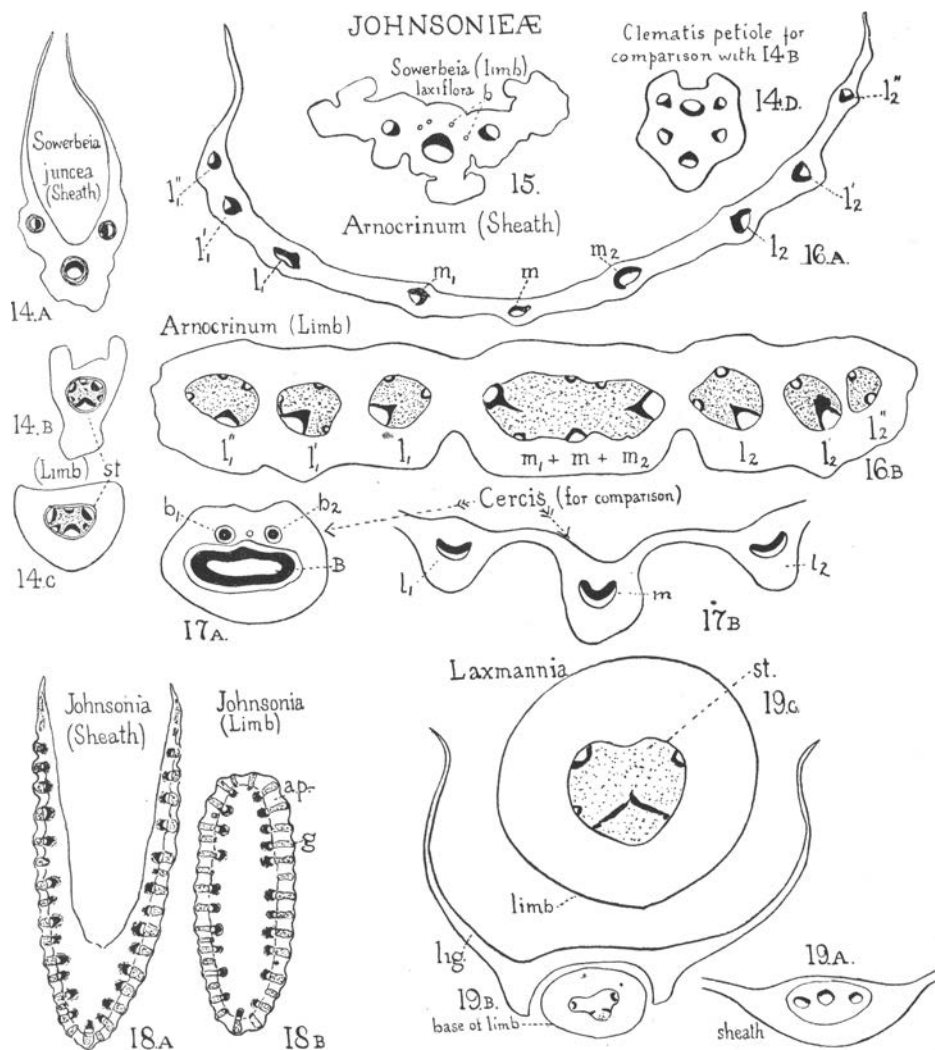 JOHNSONIEÆ
Sowerbeia
juncea
(Sheath)
14.A
Sowerbeia (limb)
laxiflora
b
15.
Clematis petiole for
comparison with 14B
14.D.
Arnocrinum (Sheath)
l₁''
l₁'
l₁
m₁
m
m₂
l₂
l₂'
l₂''
16.A.
14.B
(Limb)
st
14.C
Arnocrinum (Limb)
l₁''
l₁'
l₁
m₁ + m + m₂
l₂
l₂'
l₂''
16.B
Cercis (for comparison)
b₁
b₂
B
17A.
l₁
m
l₂
17B
Johnsonia
(Sheath)
18.A
Johnsonia
(Limb)
ap.
g
18B
Laxmannia
st.
19.C.
limb
lig.
19.B.
base of limb
19.A.
sheath